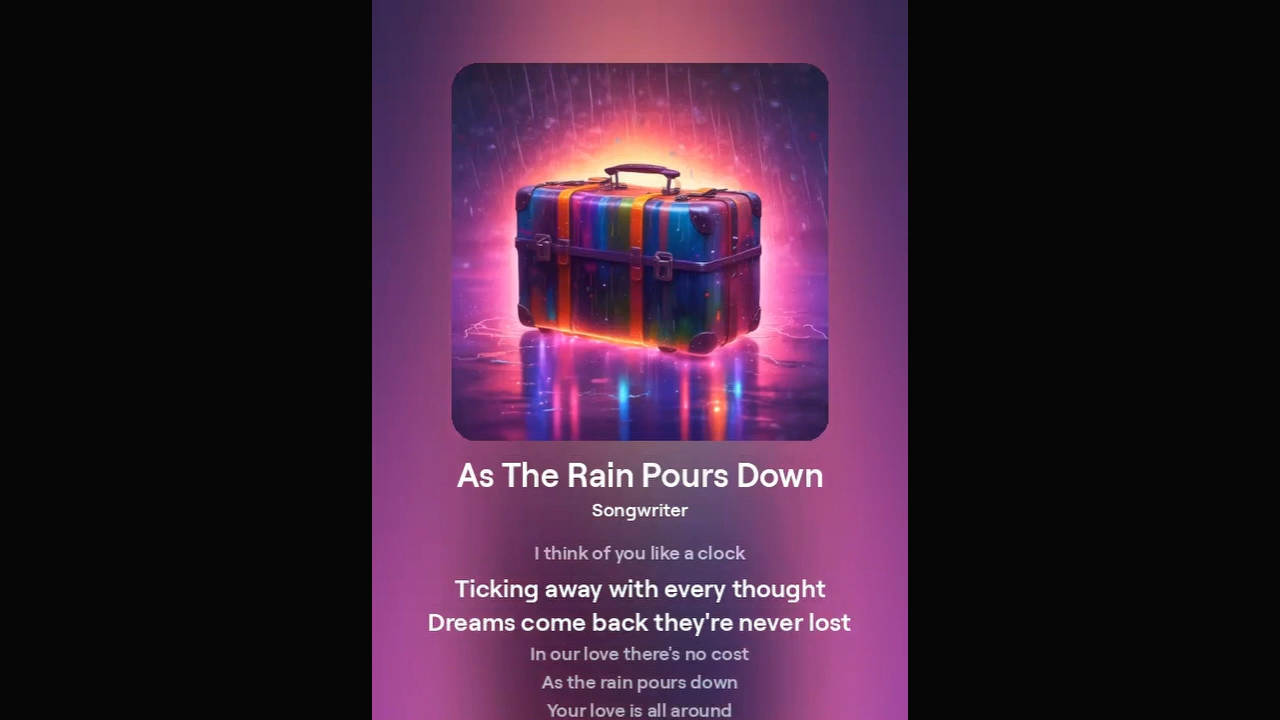 As The Rain Pours Down
Songwriter
I think of you like a clock
Ticking away with every thought
Dreams come back they're never lost
In our love there's no cost
As the rain pours down
Your love is all around